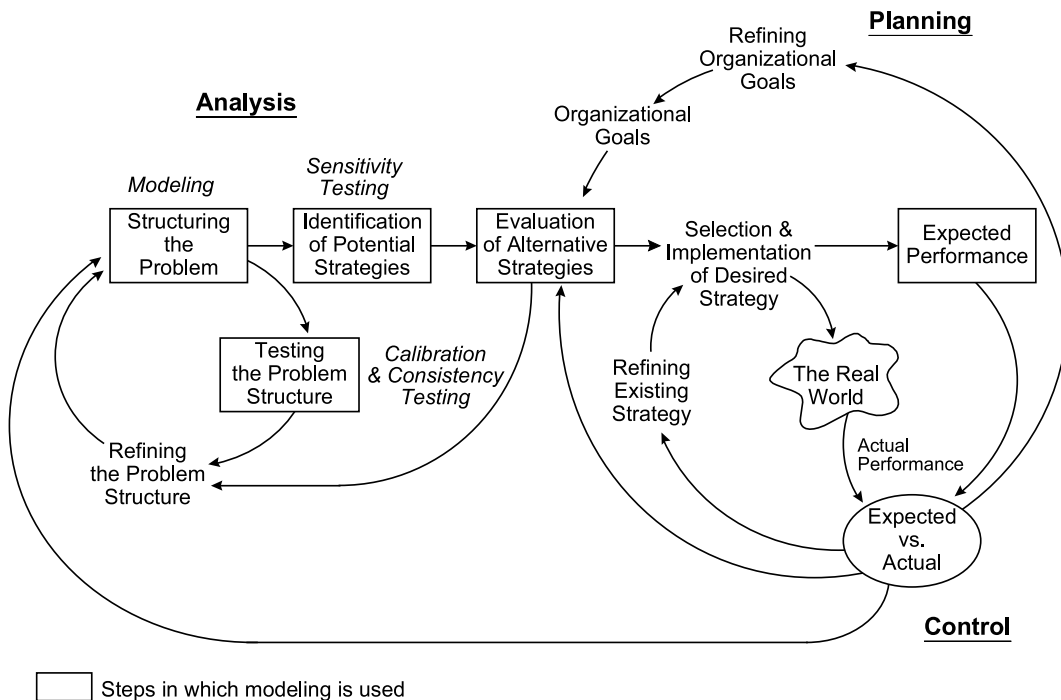 Planning
Refining
Organizational
Goals
Analysis
Organizational
Goals
Sensitivity
Testing
Modeling
Structuring
the
Problem
Identification
of Potential
Strategies
Evaluation
of Alternative
Strategies
Selection &
Implementation
of Desired
Strategy
Expected
Performance
Testing
the Problem
Structure
Calibration
& Consistency
Testing
Refining
Existing
Strategy
The Real
World
Refining
the Problem
Structure
Actual
Performance
Expected
vs.
Actual
Control
Steps in which modeling is used